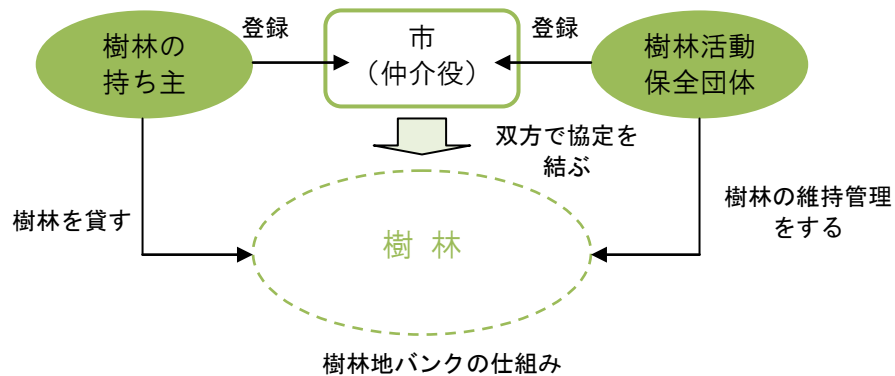 樹林の
持ち主
登録
市
（仲介役）
登録
樹林活動
保全団体
双方で協定を
結ぶ
樹林を貸す
樹林の維持管理
をする
樹 林
樹林地バンクの仕組み